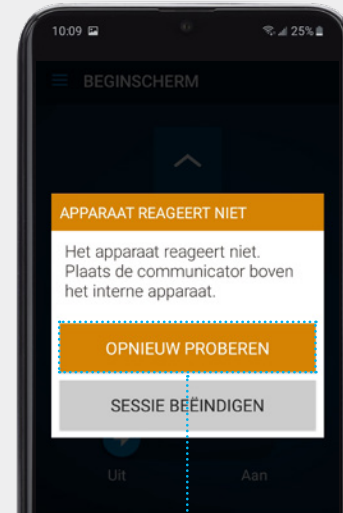 10:09 25%
BEGINSCHERM
APPARAAT REAGEERT NIET
Het apparaat reageert niet.
Plaats de communicator boven
het interne apparaat.
OPNIEUW PROBEREN
SESSIE BEËINDIGEN
Uit Aan